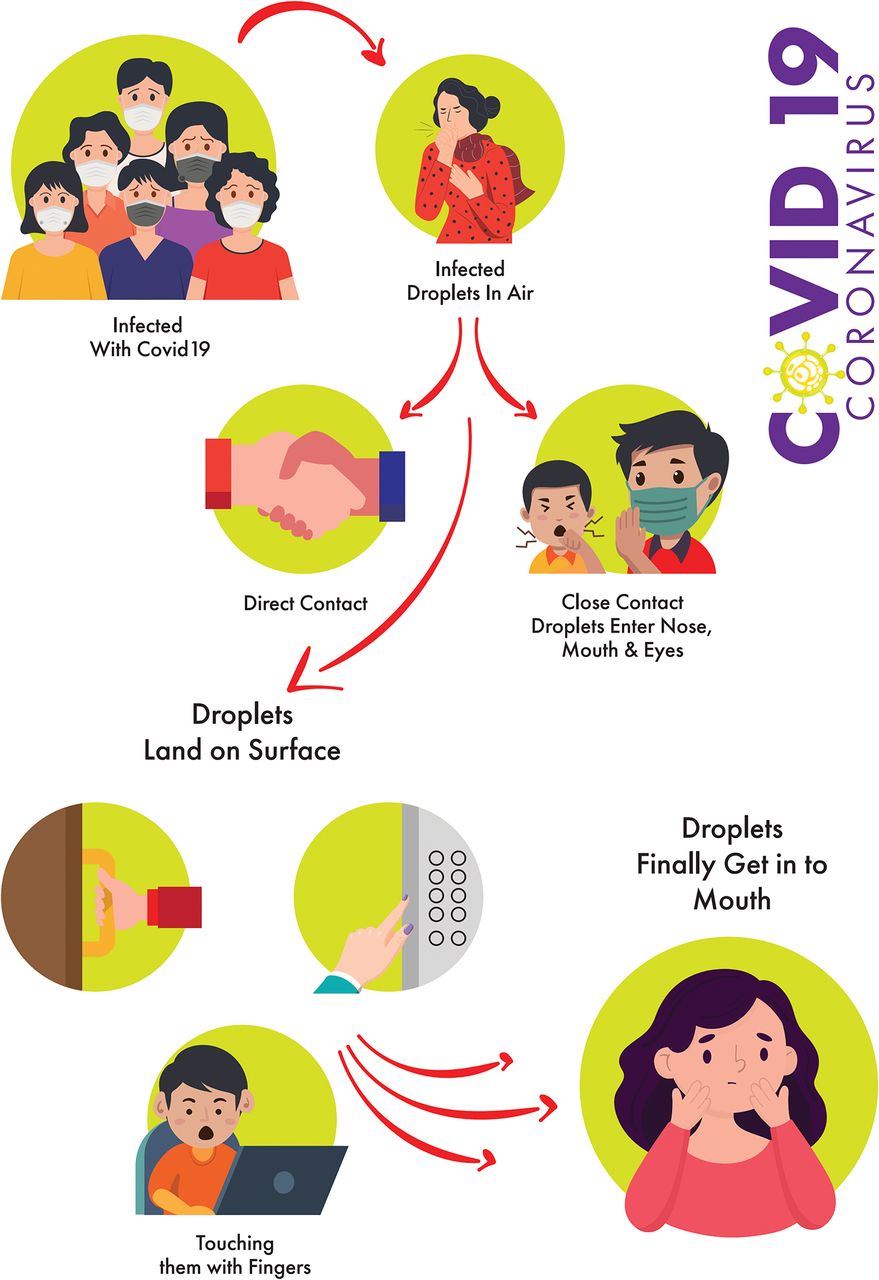 COVID 19
CORONAVIRUS
Infected
With Covid19
Infected
Droplets In Air
Direct Contact
Close Contact
Droplets Enter Nose,
Mouth & Eyes
Droplets
Land on Surface
Droplets
Finally Get in to
Mouth
Touching
them with Fingers